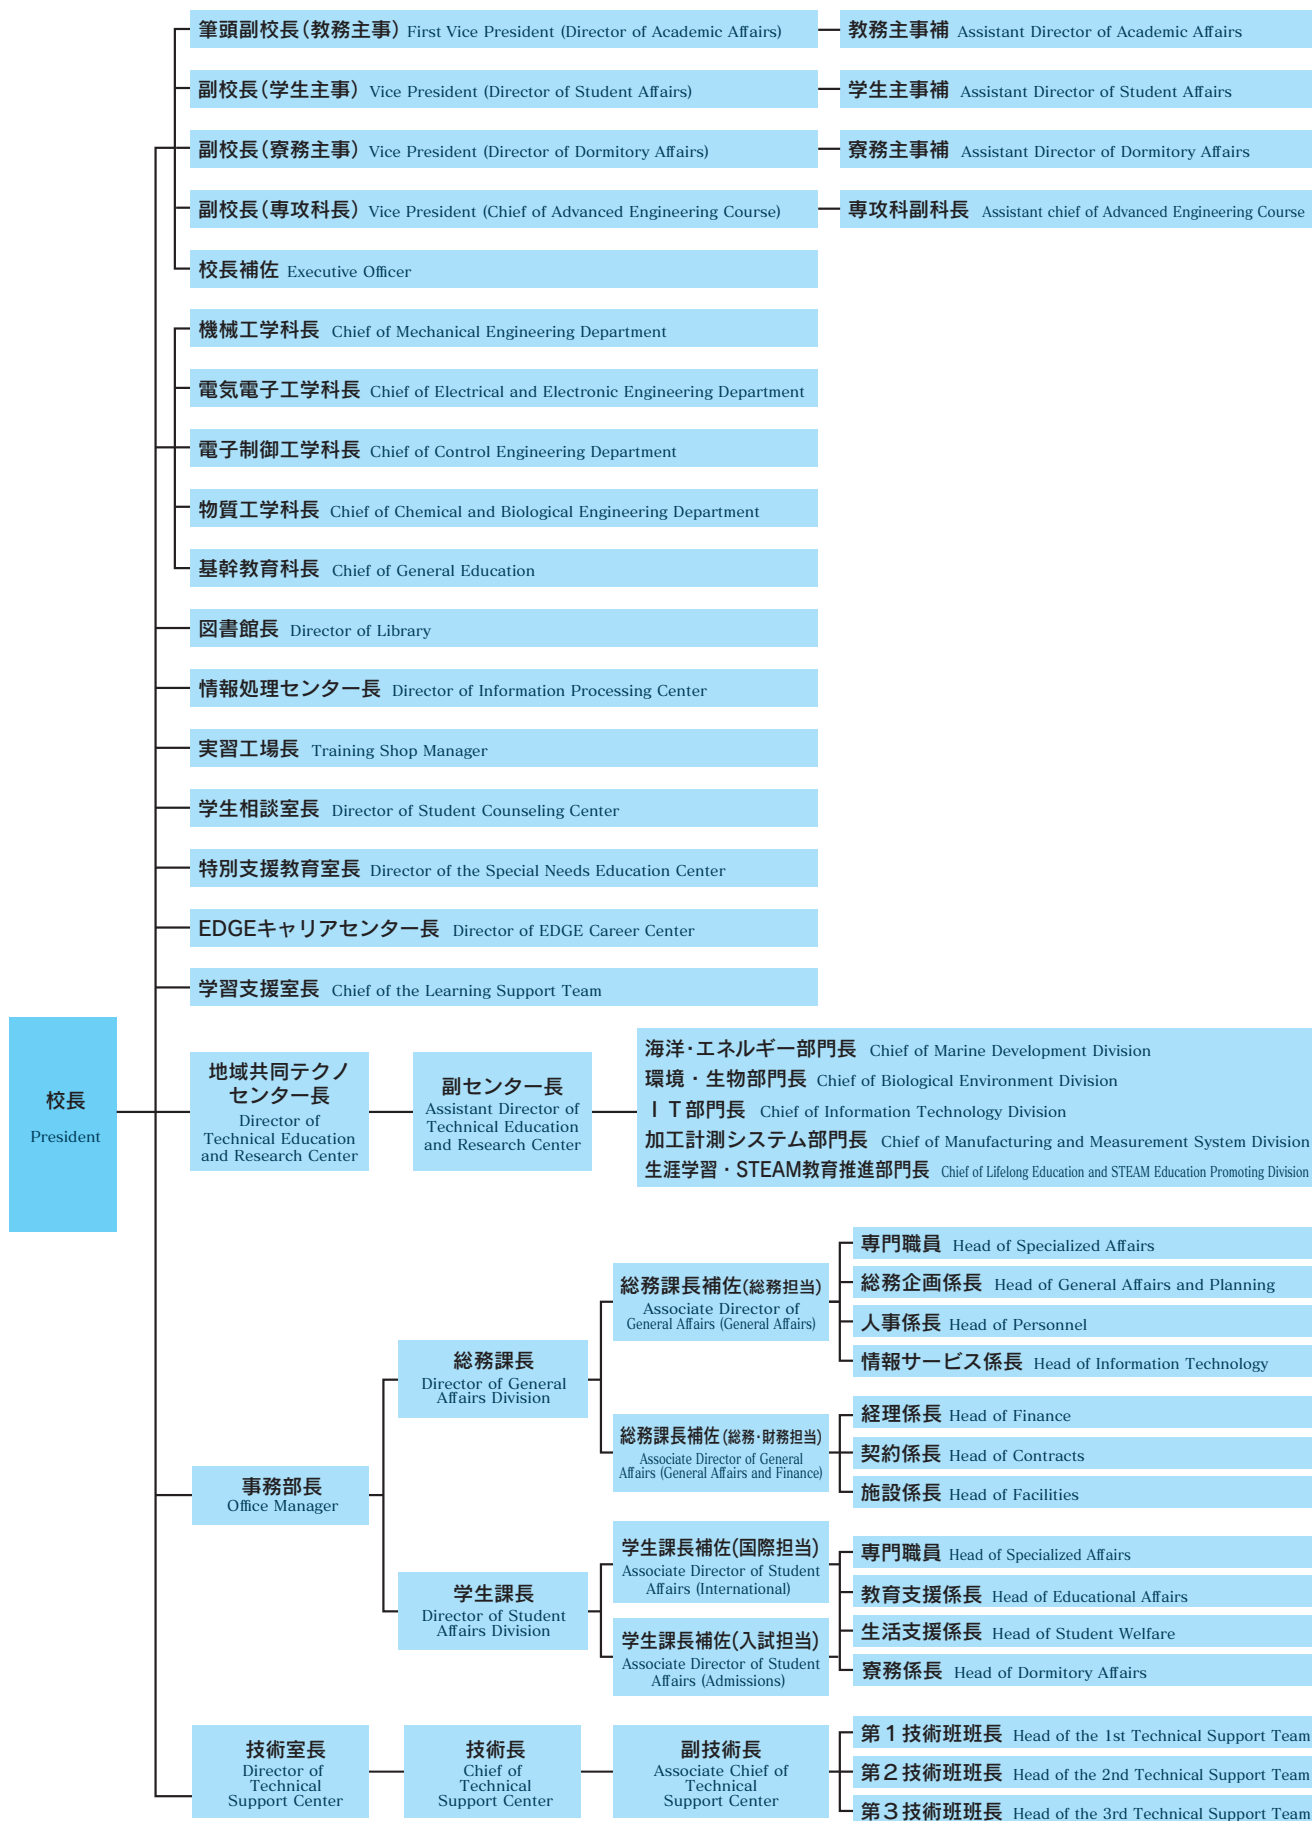 筆頭副校長（教務主事） First Vice President (Director of Academic Affairs)
教務主事補 Assistant Director of Academic Affairs
副校長（学生主事） Vice President (Director of Student Affairs)
学生主事補 Assistant Director of Student Affairs
副校長（寮務主事） Vice President (Director of Dormitory Affairs)
寮務主事補 Assistant Director of Dormitory Affairs
副校長（専攻科長） Vice President (Chief of Advanced Engineering Course)
専攻科副科長 Assistant chief of Advanced Engineering Course
校長補佐 Executive Officer
機械工学科長 Chief of Mechanical Engineering Department
電気電子工学科長 Chief of Electrical and Electronic Engineering Department
電子制御工学科長 Chief of Control Engineering Department
物質工学科長 Chief of Chemical and Biological Engineering Department
基幹教育科長 Chief of General Education
図書館長 Director of Library
情報処理センター長 Director of Information Processing Center
実習工場長 Training Shop Manager
学生相談室長 Director of Student Counseling Center
特別支援教育室長 Director of the Special Needs Education Center
EDGEキャリアセンター長 Director of EDGE Career Center
学習支援室長 Chief of the Learning Support Team
校長
President
地域共同テクノ
センター長
Director of
Technical Education
and Research Center
副センター長
Assistant Director of
Technical Education
and Research Center
海洋・エネルギー部門長 Chief of Marine Development Division
環境・生物部門長 Chief of Biological Environment Division
ＩＴ部門長 Chief of Information Technology Division
加工計測システム部門長 Chief of Manufacturing and Measurement System Division
生涯学習・STEAM教育推進部門長 Chief of Lifelong Education and STEAM Education Promoting Division
事務部長
Office Manager
総務課長
Director of General
Affairs Division
総務課長補佐(総務担当)
Associate Director of
General Affairs (General Affairs)
専門職員 Head of Specialized Affairs
総務企画係長 Head of General Affairs and Planning
人事係長 Head of Personnel
情報サービス係長 Head of Information Technology
総務課長補佐(総務・財務担当)
Associate Director of General
Affairs (General Affairs and Finance)
経理係長 Head of Finance
契約係長 Head of Contracts
施設係長 Head of Facilities
学生課長
Director of Student
Affairs Division
学生課長補佐(国際担当)
Associate Director of Student
Affairs (International)
学生課長補佐(入試担当)
Associate Director of Student
Affairs (Admissions)
専門職員 Head of Specialized Affairs
教育支援係長 Head of Educational Affairs
生活支援係長 Head of Student Welfare
寮務係長 Head of Dormitory Affairs
技術室長
Director of
Technical
Support Center
技術長
Chief of
Technical
Support Center
副技術長
Associate Chief of
Technical
Support Center
第１技術班班長 Head of the 1st Technical Support Team
第２技術班班長 Head of the 2nd Technical Support Team
第３技術班班長 Head of the 3rd Technical Support Team